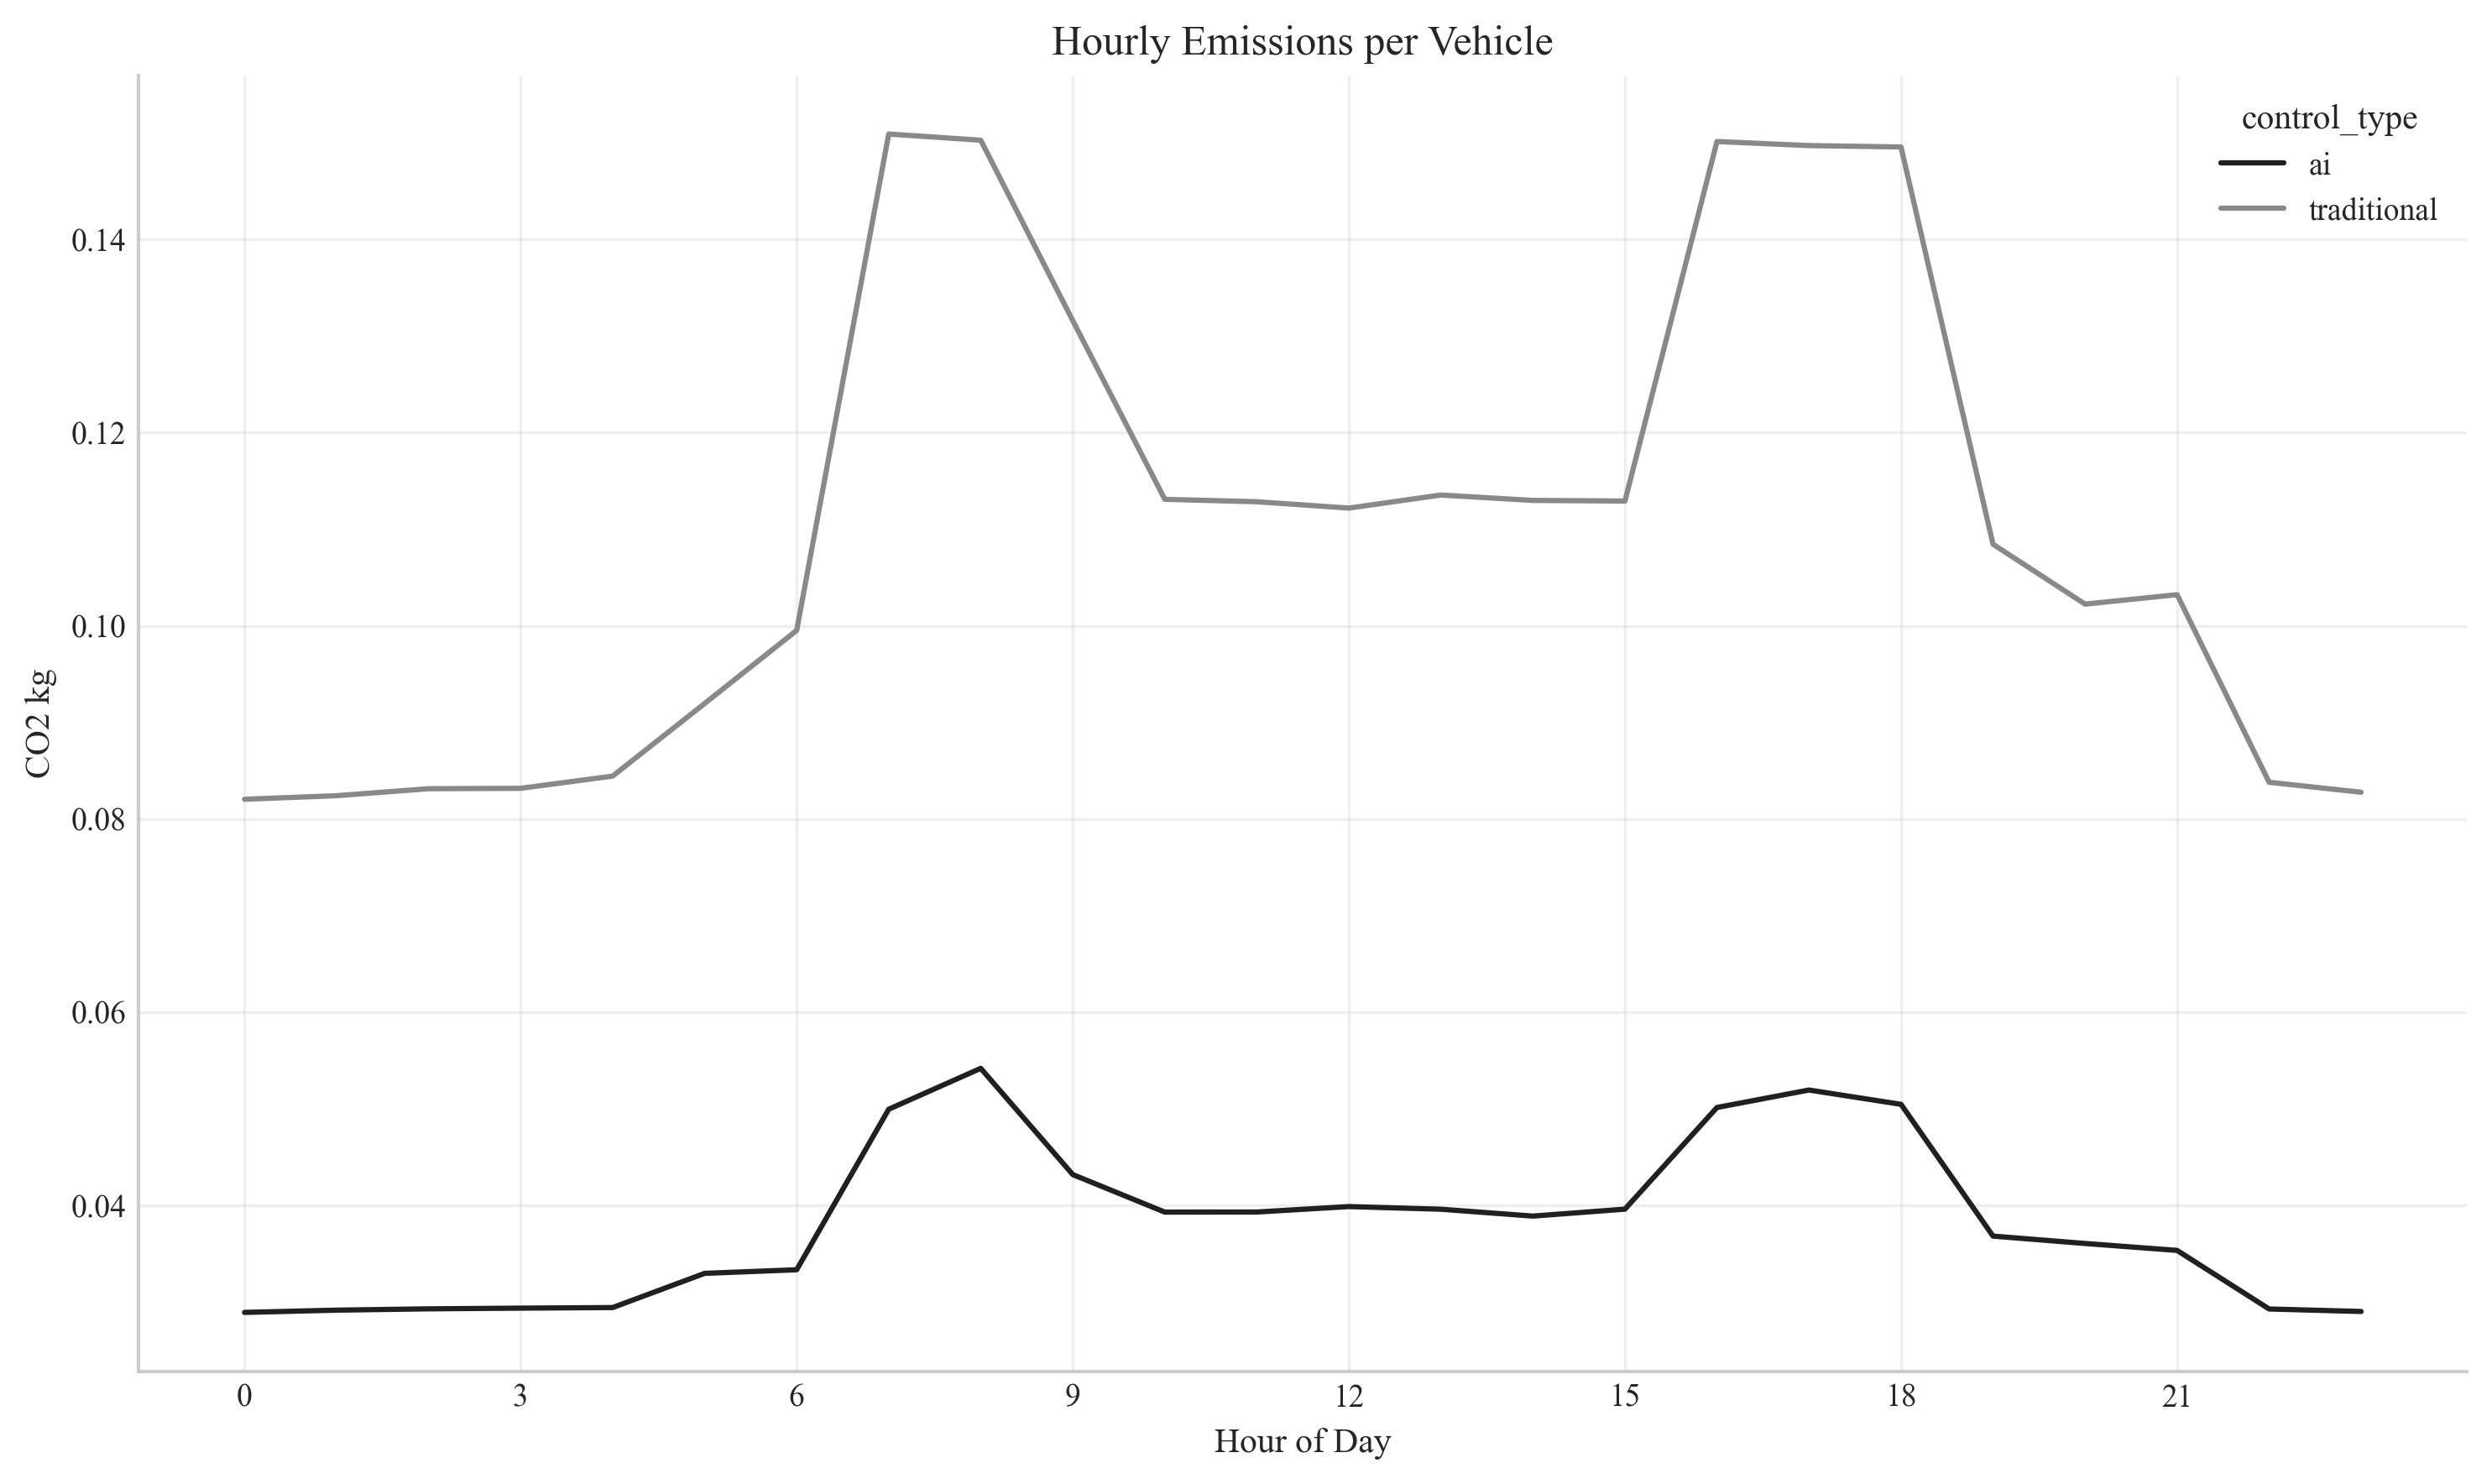 Hourly Emissions per Vehicle
control_type
ai
traditional
0.14
0.12
0.10
0.08
0.06
0.04
CO2 kg
0 3 6 9 12 15 18 21
Hour of Day